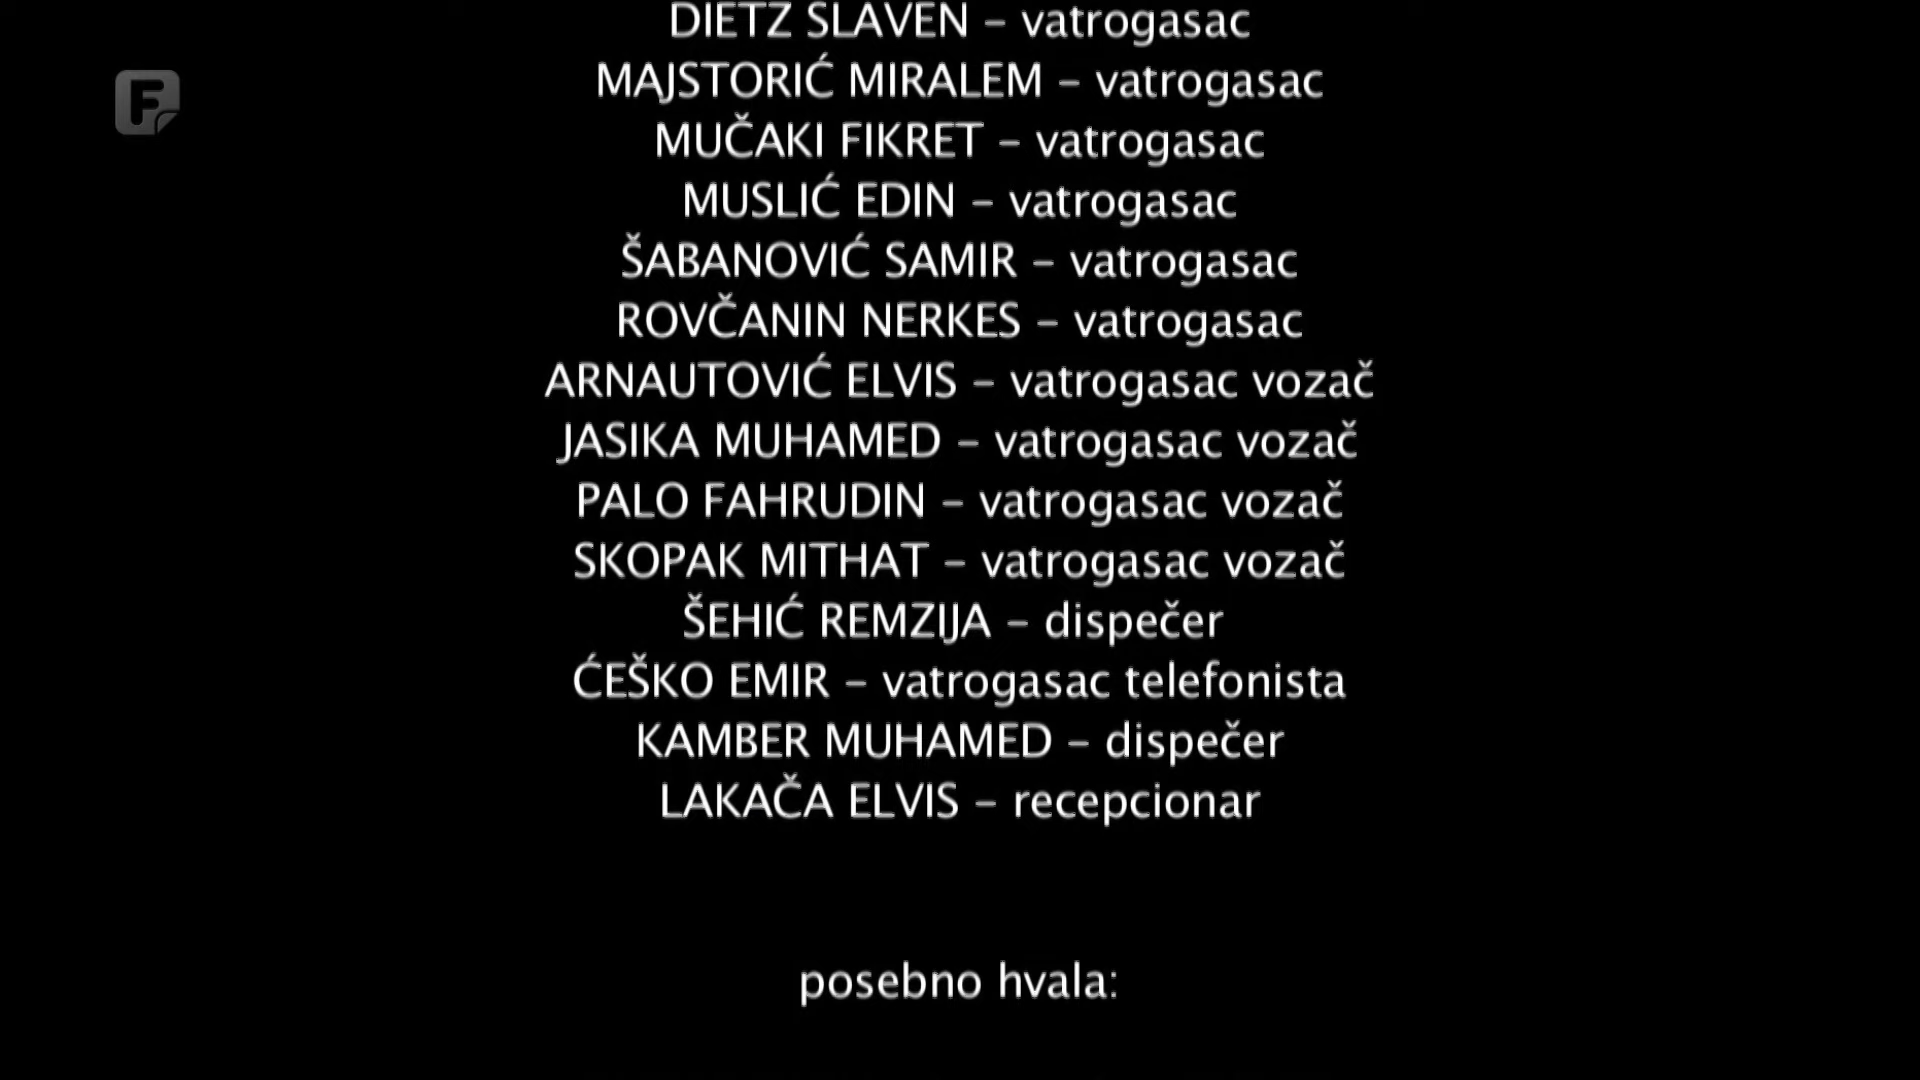 DIETZ SLAVEN – vatrogasac
F
MAJSTORIĆ MIRALEM – vatrogasac
MUČAKI FIKRET – vatrogasac
MUSLIĆ EDIN – vatrogasac
ŠABANOVIĆ SAMIR – vatrogasac
ROVČANIN NERKES – vatrogasac
ARNAUTOVIĆ ELVIS – vatrogasac vozač
JASIKA MUHAMED – vatrogasac vozač
PALO FAHRUDIN – vatrogasac vozač
SKOPAK MITHAT – vatrogasac vozač
ŠEHIĆ REMZIJA – dispečer
ĆEŠKO EMIR – vatrogasac telefonista
KAMBER MUHAMED – dispečer
LAKAČA ELVIS – recepcionar
posebno hvala: